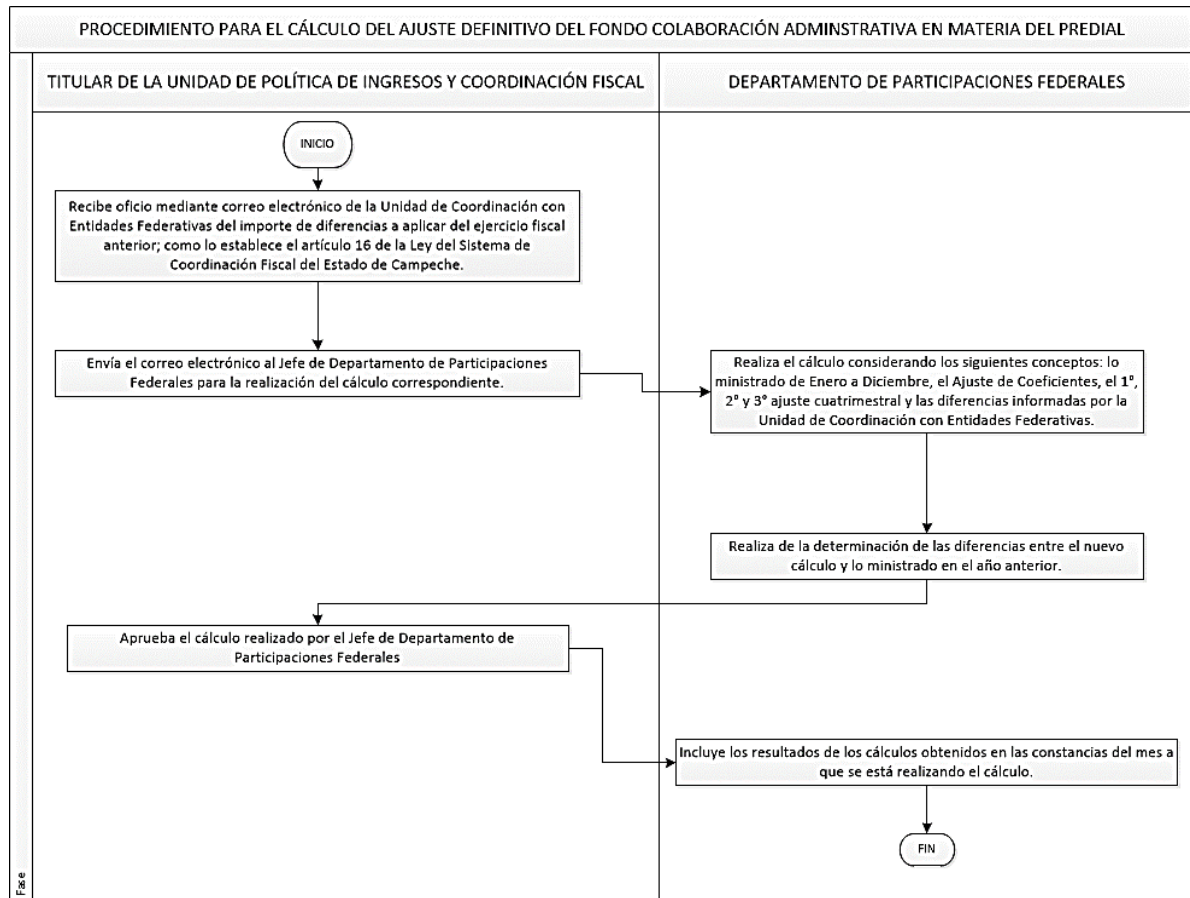 PROCEDIMIENTO PARA EL CÁLCULO DEL AJUSTE DEFINITIVO DEL FONDO COLABORACIÓN ADMINSTRATIVA EN MATERIA DEL PREDIAL
TITULAR DE LA UNIDAD DE POLÍTICA DE INGRESOS Y COORDINACIÓN FISCAL
DEPARTAMENTO DE PARTICIPACIONES FEDERALES
INICIO
Recibe oficio mediante correo electrónico de la Unidad de Coordinación con
Entidades Federativas del importe de diferencias a aplicar del ejercicio fiscal
anterior; como lo establece el artículo 16 de la Ley del Sistema de
Coordinación Fiscal del Estado de Campeche.
Envía el correo electrónico al Jefe de Departamento de Participaciones
Federales para la realización del cálculo correspondiente.
Realiza el cálculo considerando los siguientes conceptos: lo
ministrado de Enero a Diciembre, el Ajuste de Coeficientes, el 1°,
2° y 3° ajuste cuatrimestral y las diferencias informadas por la
Unidad de Coordinación con Entidades Federativas.
Realiza de la determinación de las diferencias entre el nuevo
cálculo y lo ministrado en el año anterior.
Aprueba el cálculo realizado por el Jefe de Departamento de
Participaciones Federales
Incluye los resultados de los cálculos obtenidos en las constancias del mes a
que se está realizando el cálculo.
FIN
Fase